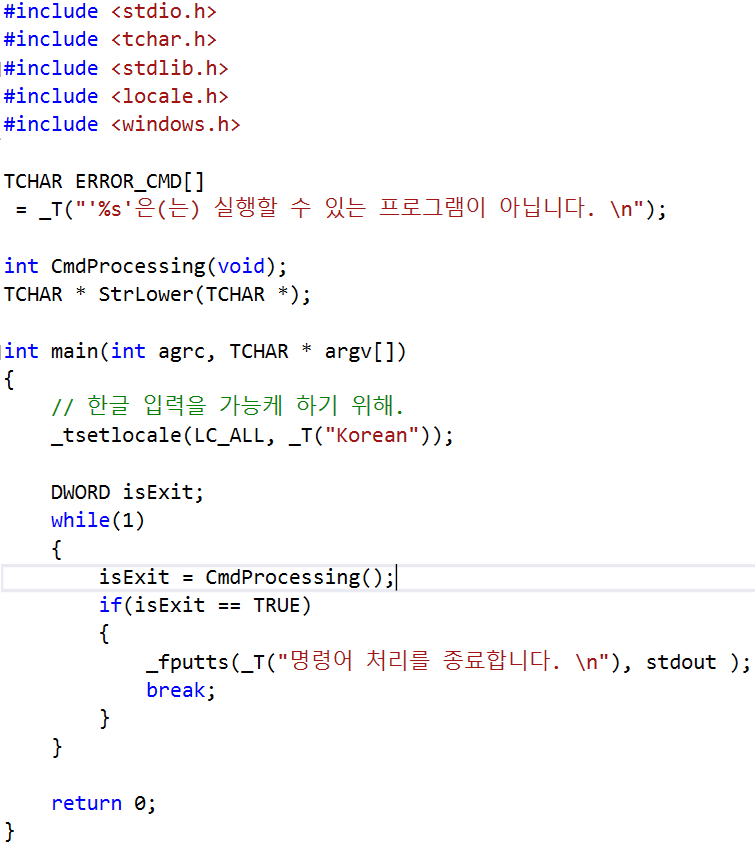 #include <stdio.h>
#include <tchar.h>
#include <stdlib.h>
#include <locale.h>
#include <windows.h>

TCHAR ERROR_CMD[]
 = _T("'%s'은(는) 실행할 수 있는 프로그램이 아닙니다. \n");

int CmdProcessing(void);
TCHAR * StrLower(TCHAR *);

int main(int agrc, TCHAR * argv[])
{
    // 한글 입력을 가능케 하기 위해.
    _tsetlocale(LC_ALL, _T("Korean"));

    DWORD isExit;
    while(1)
    {
        isExit = CmdProcessing();
        if(isExit == TRUE)
        {
            _fputts(_T("명령어 처리를 종료합니다. \n"), stdout );
            break;
        }
    }

    return 0;
}